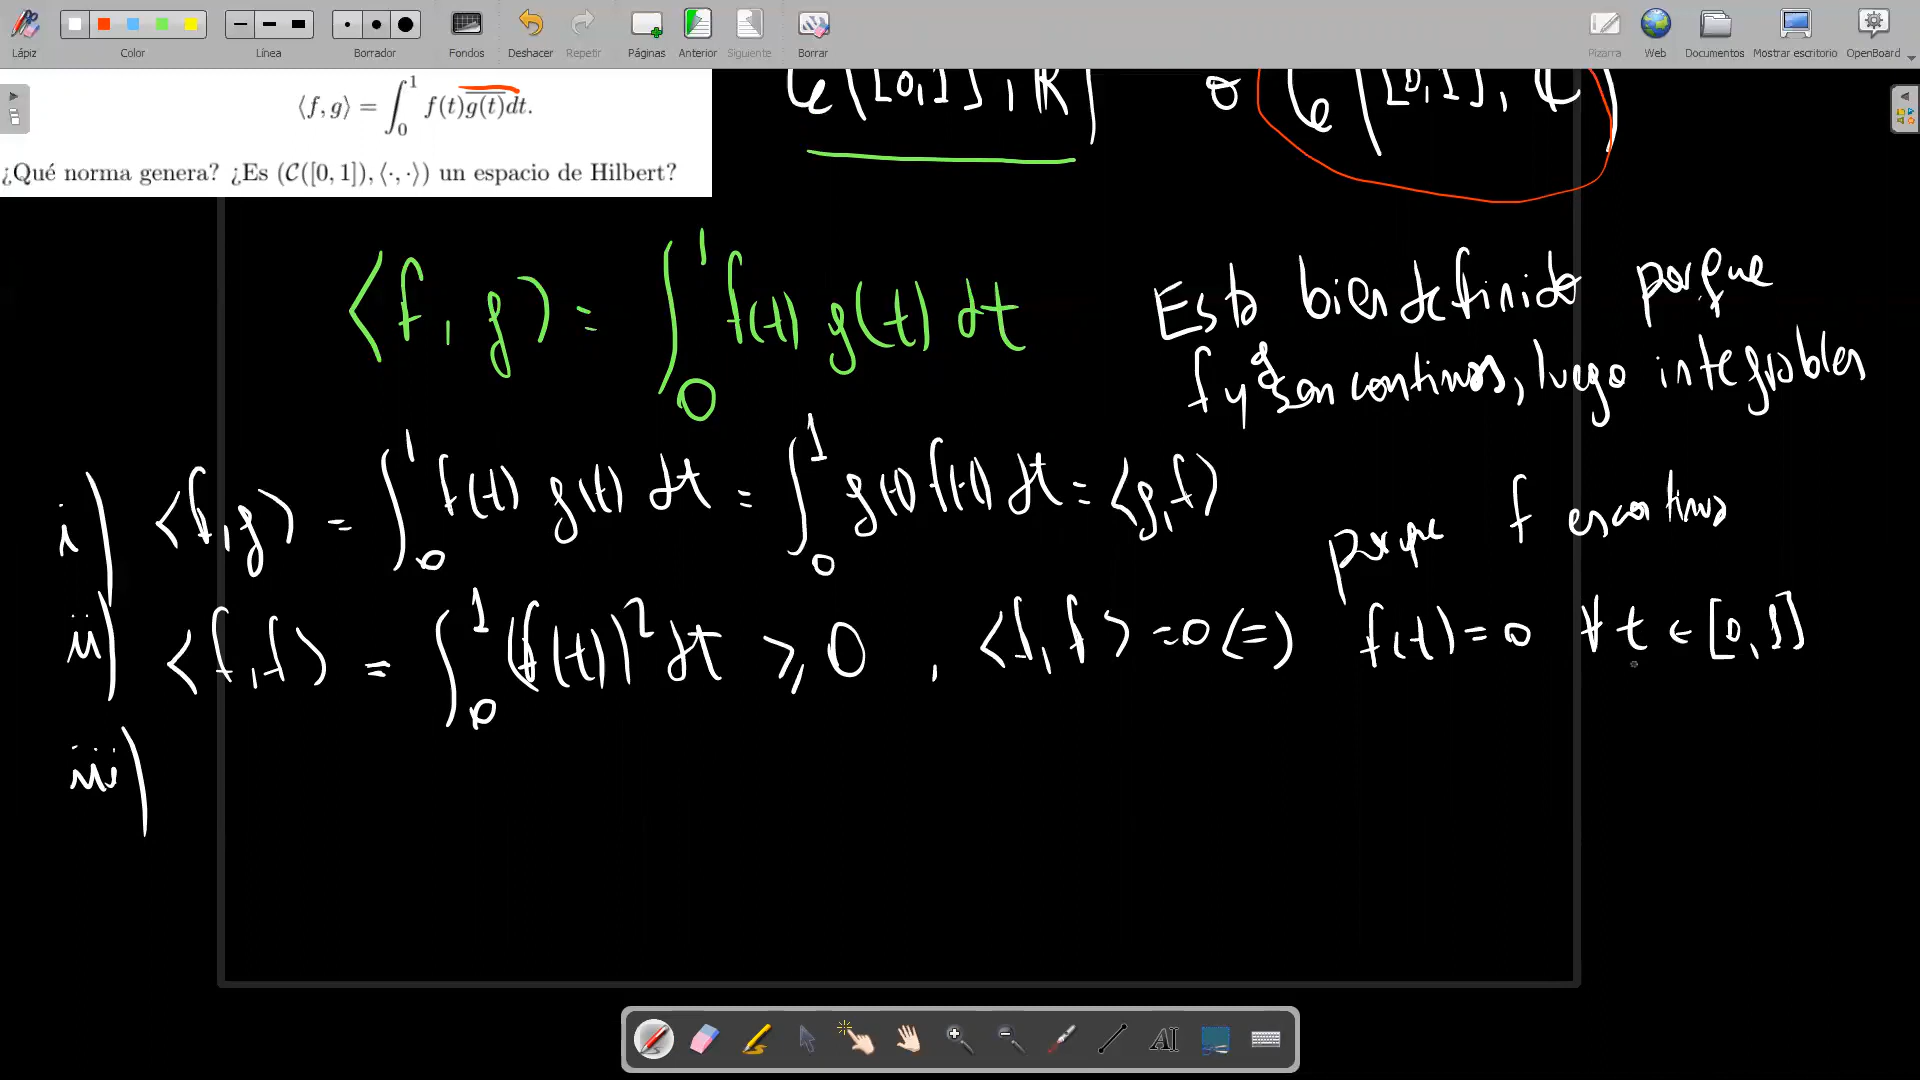 Lápiz Color Línea Borrador Fondos Deshacer Repetir Páginas Anterior Siguiente Borrar Pizarra Web Documentos Mostrar escritorio OpenBoard
⟨f, g⟩ = ∫₀¹ f(t)g(t)dt.
¿Qué norma genera? ¿Es (C([0, 1]), ⟨·, ·⟩) un espacio de Hilbert?
C([0,1], ℝ) o C([0,1], ℂ)
⟨f, g⟩ = ∫₀¹ f(t) g(t) dt
Esta bien definido porque
f y g son continuas, luego integrables
i) ⟨f, g⟩ = ∫₀¹ f(t) g(t) dt = ∫₀¹ g(t) f(t) dt = ⟨g, f⟩
porque f es continua
ii) ⟨f, f⟩ = ∫₀¹ (f(t))² dt ⩾ 0 , ⟨f, f⟩ = 0 (=) f(t) = 0 ∀ t ∈ [0, 1]
iii)
AI